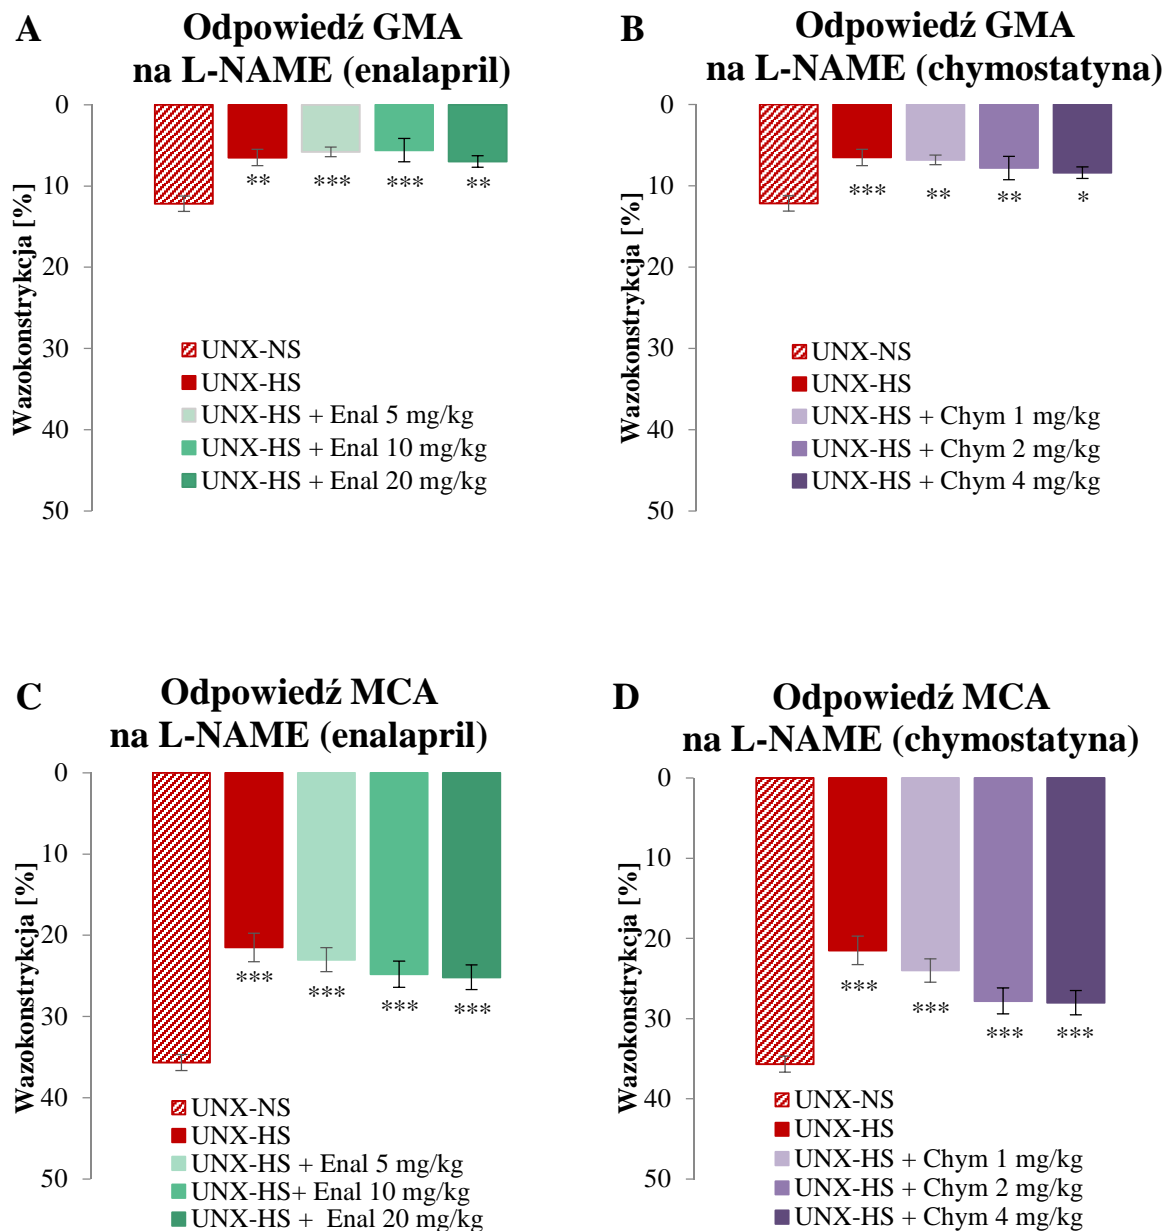 A
Odpowiedź GMA
na L-NAME (enalapril)
Wazokonstrykcja [%]
0
10
20
30
40
50
**
***
***
**
UNX-NS
UNX-HS
UNX-HS + Enal 5 mg/kg
UNX-HS + Enal 10 mg/kg
UNX-HS + Enal 20 mg/kg
B
Odpowiedź GMA
na L-NAME (chymostatyna)
Wazokonstrykcja [%]
0
10
20
30
40
50
***
**
**
*
UNX-NS
UNX-HS
UNX-HS + Chym 1 mg/kg
UNX-HS + Chym 2 mg/kg
UNX-HS + Chym 4 mg/kg
C
Odpowiedź MCA
na L-NAME (enalapril)
Wazokonstrykcja [%]
0
10
20
30
40
50
***
***
***
***
UNX-NS
UNX-HS
UNX-HS + Enal 5 mg/kg
UNX-HS+ Enal 10 mg/kg
UNX-HS + Enal 20 mg/kg
D
Odpowiedź MCA
na L-NAME (chymostatyna)
Wazokonstrykcja [%]
0
10
20
30
40
50
***
***
***
***
UNX-NS
UNX-HS
UNX-HS + Chym 1 mg/kg
UNX-HS + Chym 2 mg/kg
UNX-HS + Chym 4 mg/kg